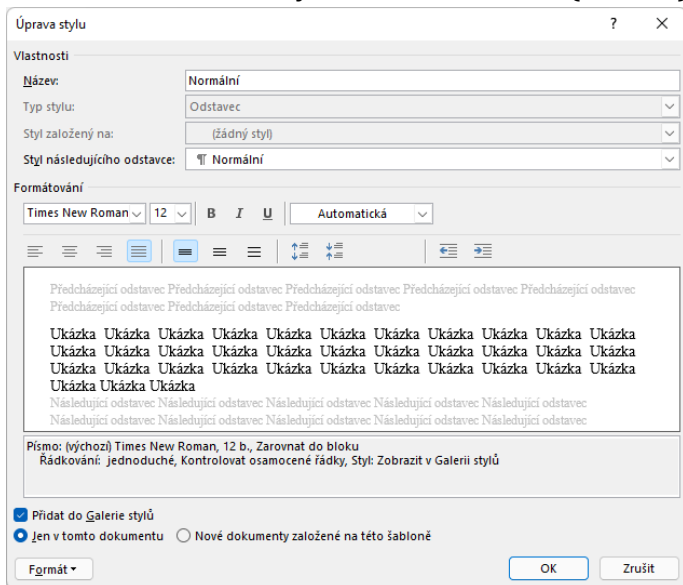 Úprava stylu ? ×
Vlastnosti
Název: Normální
Typ stylu: Odstavec
Styl založený na: (žádný styl)
Styl následujícího odstavce: ¶ Normální
Formátování
Times New Roman 12 B I U Automatická
Předcházející odstavec Předcházející odstavec Předcházející odstavec Předcházející odstavec Předcházející odstavec
Předcházející odstavec Předcházející odstavec Předcházející odstavec
Ukázka Ukázka Ukázka Ukázka Ukázka Ukázka Ukázka Ukázka Ukázka Ukázka Ukázka
Ukázka Ukázka Ukázka Ukázka Ukázka Ukázka Ukázka Ukázka Ukázka Ukázka Ukázka
Ukázka Ukázka Ukázka Ukázka Ukázka Ukázka Ukázka Ukázka Ukázka Ukázka Ukázka
Ukázka Ukázka Ukázka
Následující odstavec Následující odstavec Následující odstavec Následující odstavec Následující odstavec
Následující odstavec Následující odstavec Následující odstavec Následující odstavec Následující odstavec
Písmo: (výchozí) Times New Roman, 12 b., Zarovnat do bloku
Řádkování: jednoduché, Kontrolovat osamocené řádky, Styl: Zobrazit v Galerii stylů
Přidat do Galerie stylů
Jen v tomto dokumentu Nové dokumenty založené na této šabloně
Formát OK Zrušit